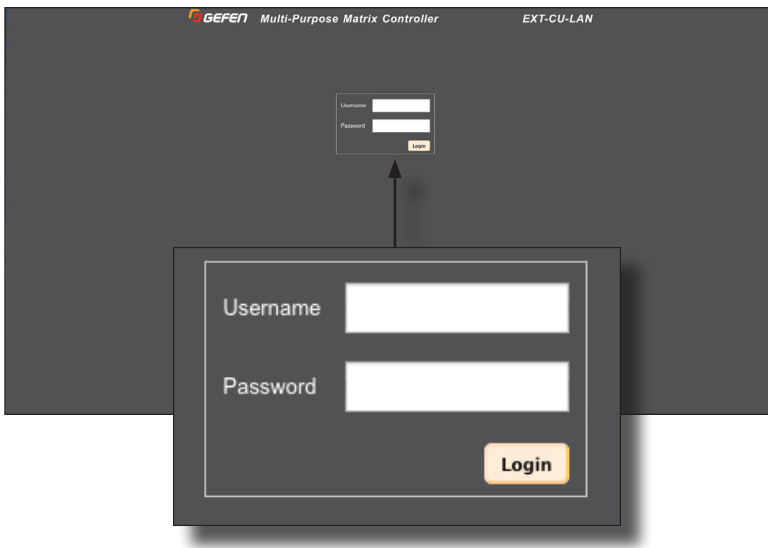 GEFEN Multi-Purpose Matrix Controller EXT-CU-LAN
Username
Password
Login
Username
Password
Login